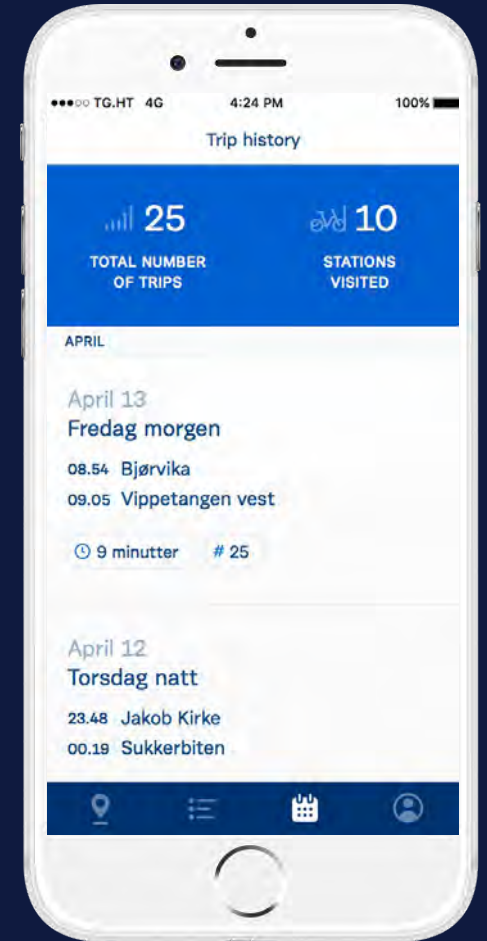 TG.HT 4G 4:24 PM 100%
Trip history
25 10
TOTAL NUMBER STATIONS
OF TRIPS VISITED
APRIL
April 13
Fredag morgen
08.54 Bjørvika
09.05 Vippetangen vest
9 minutter # 25
April 12
Torsdag natt
23.48 Jakob Kirke
00.19 Sukkerbiten